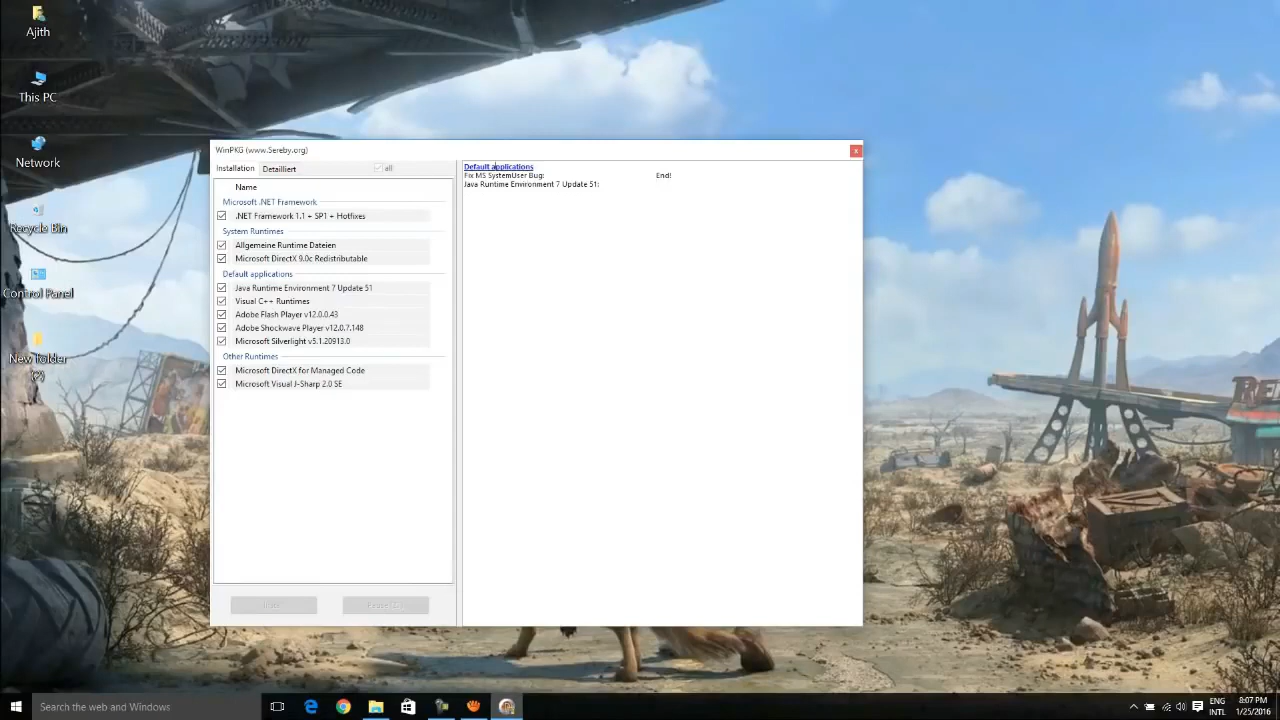 Ajith
This PC
Network
Recycle Bin
Control Panel
New Folder
(2)
WinPKG (www.Sereby.org)
x
Installation Detailliert all
Name
Microsoft .NET Framework
.NET Framework 1.1 + SP1 + Hotfixes
System Runtimes
Allgemeine Runtime Dateien
Microsoft DirectX 9.0c Redistributable
Default applications
Java Runtime Environment 7 Update 51
Visual C++ Runtimes
Adobe Flash Player v12.0.0.43
Adobe Shockwave Player v12.0.7.148
Microsoft Silverlight v5.1.20913.0
Other Runtimes
Microsoft DirectX for Managed Code
Microsoft Visual J-Sharp 2.0 SE
Default applications
Fix MS SystemUser Bug: End!
Java Runtime Environment 7 Update 51:
RE
Search the web and Windows
ENG
INTL
8:07 PM
1/25/2016